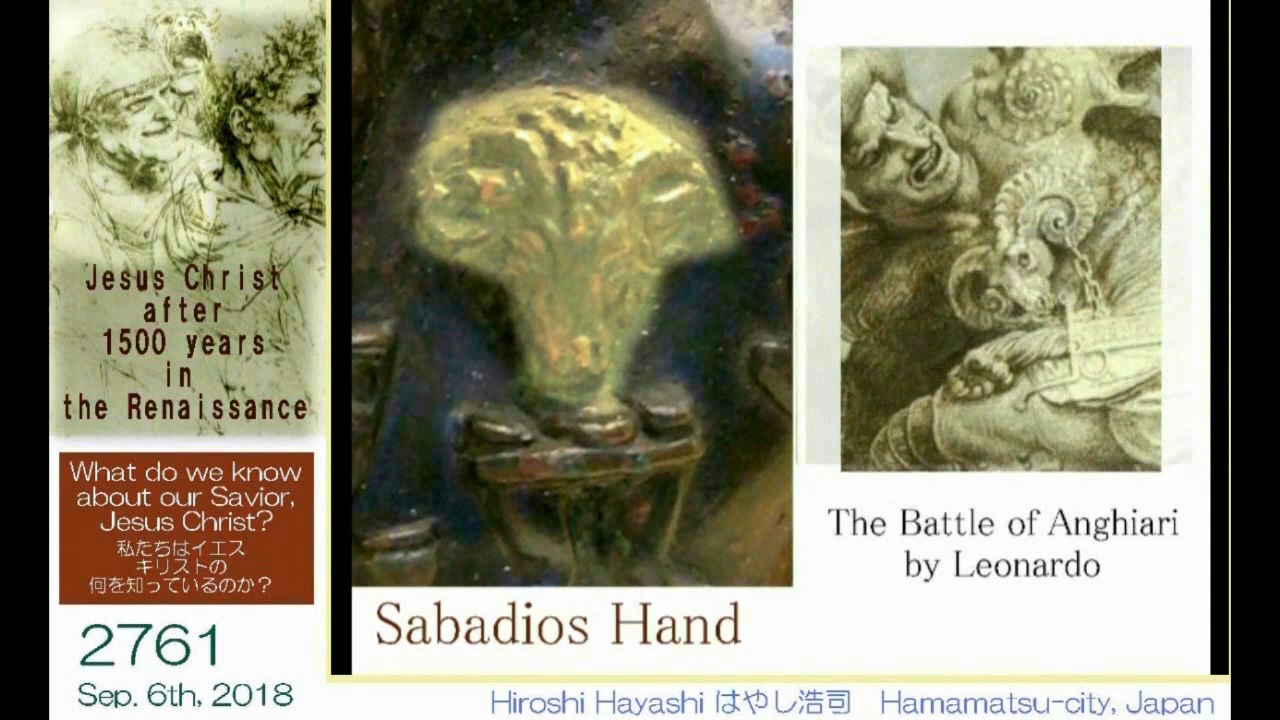 Jesus Christ
after
1500 years
in
the Renaissance
What do we know
about our Savior,
Jesus Christ?
私たちはイエス
キリストの
何を知っているのか？
2761
Sep. 6th, 2018
Sabadios Hand
The Battle of Anghiari
by Leonardo
Hiroshi Hayashi はやし浩司 Hamamatsu-city, Japan